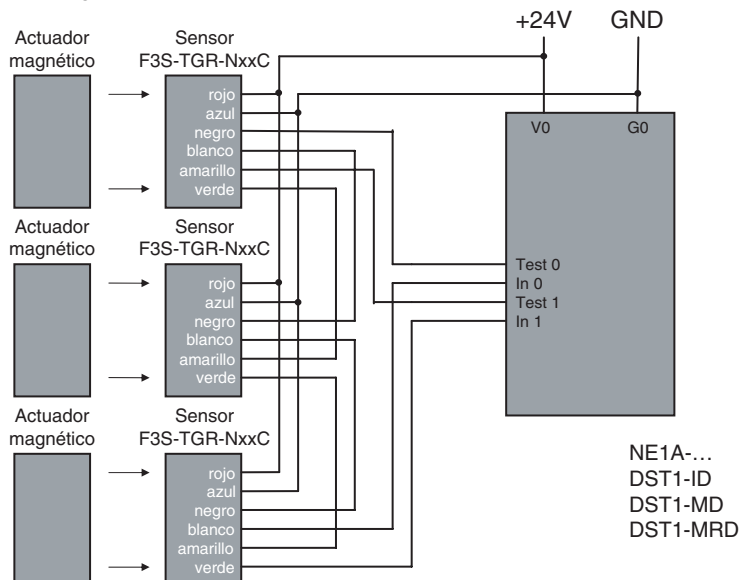 +24V GND
Actuador
magnético
Sensor
F3S-TGR-NxxC
rojo
azul
negro
blanco
amarillo
verde
V0 G0
Actuador
magnético
Sensor
F3S-TGR-NxxC
rojo
azul
negro
blanco
amarillo
verde
Test 0
In 0
Test 1
In 1
Actuador
magnético
Sensor
F3S-TGR-NxxC
rojo
azul
negro
blanco
amarillo
verde
NE1A-...
DST1-ID
DST1-MD
DST1-MRD